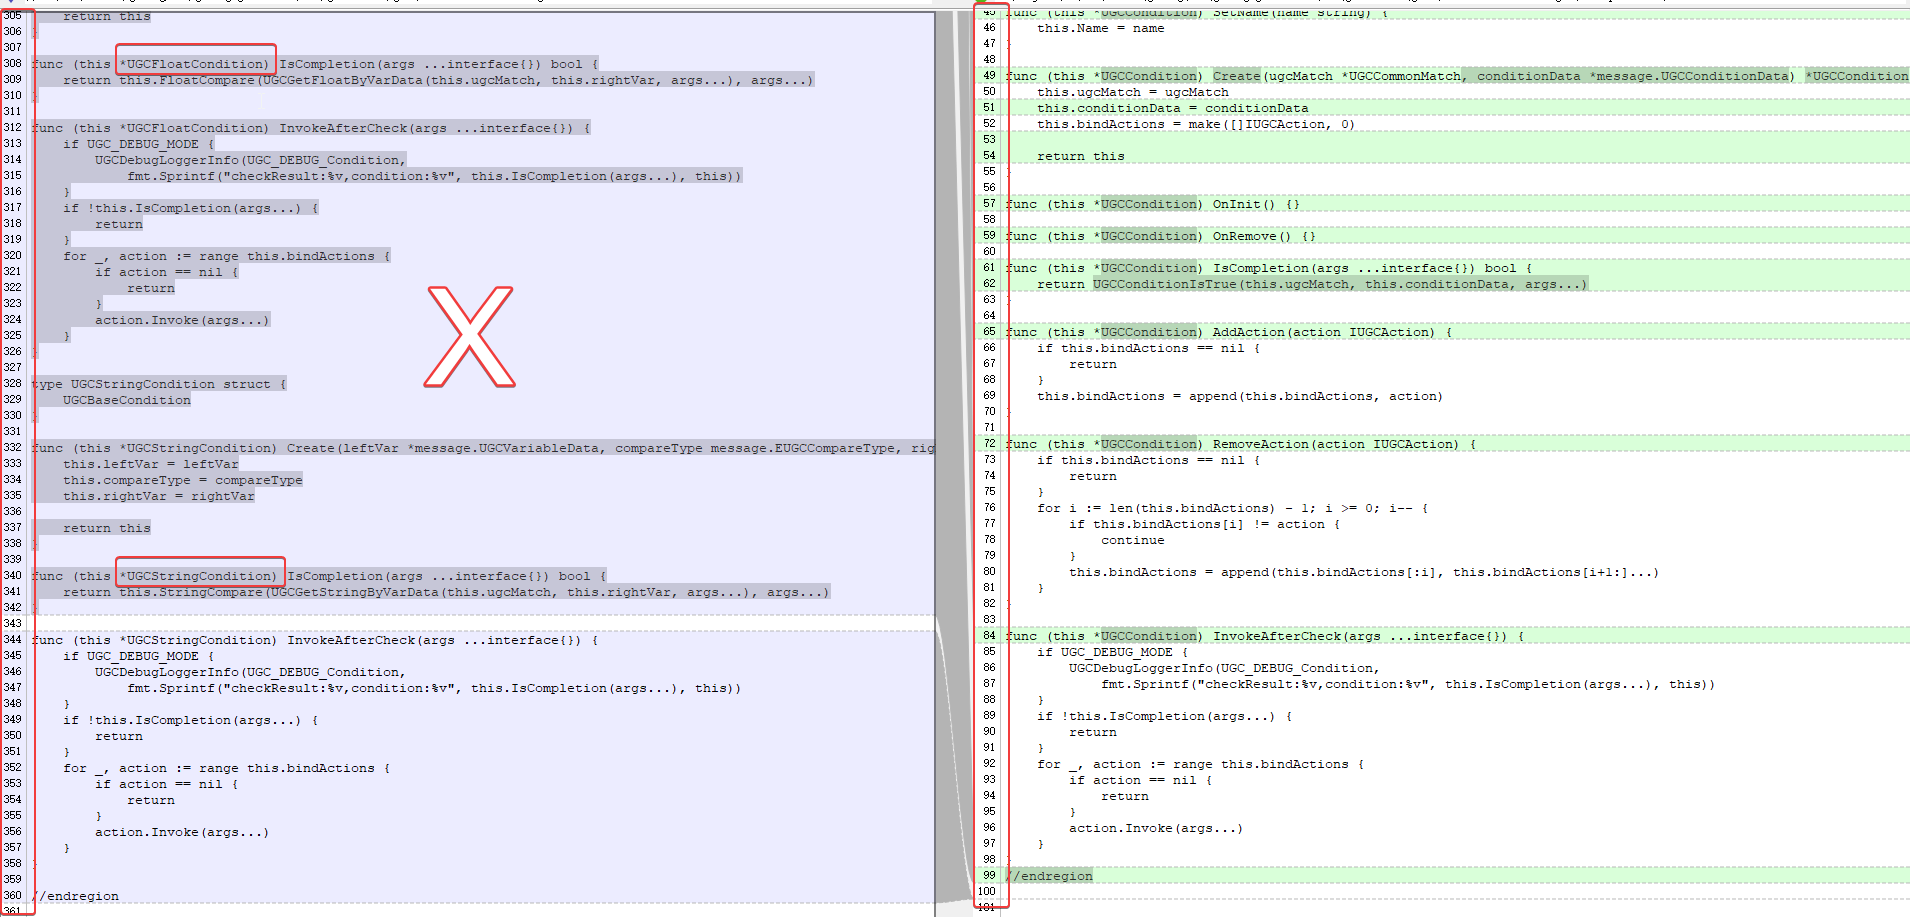 305 return this
306 }
307
308 func (this *UGCFloatCondition) IsCompletion(args ...interface{}) bool {
309 return this.FloatCompare(UGCGetFloatByVarData(this.ugcMatch, this.rightVar, args...), args...)
310 }
311
312 func (this *UGCFloatCondition) InvokeAfterCheck(args ...interface{}) {
313 if UGC_DEBUG_MODE {
314 UGCDebugLoggerInfo(UGC_DEBUG_Condition,
315 fmt.Sprintf("checkResult:%v,condition:%v", this.IsCompletion(args...), this))
316 }
317 if !this.IsCompletion(args...) {
318 return
319 }
320 for _, action := range this.bindActions {
321 if action == nil {
322 return
323 }
324 action.Invoke(args...)
325 }
326 }
327
328 type UGCStringCondition struct {
329 UGCBaseCondition
330 }
331
332 func (this *UGCStringCondition) Create(leftVar *message.UGCVariableData, compareType message.EUGCCompareType, rig
333 this.leftVar = leftVar
334 this.compareType = compareType
335 this.rightVar = rightVar
336
337 return this
338 }
339
340 func (this *UGCStringCondition) IsCompletion(args ...interface{}) bool {
341 return this.StringCompare(UGCGetStringByVarData(this.ugcMatch, this.rightVar, args...), args...)
342 }
343
344 func (this *UGCStringCondition) InvokeAfterCheck(args ...interface{}) {
345 if UGC_DEBUG_MODE {
346 UGCDebugLoggerInfo(UGC_DEBUG_Condition,
347 fmt.Sprintf("checkResult:%v,condition:%v", this.IsCompletion(args...), this))
348 }
349 if !this.IsCompletion(args...) {
350 return
351 }
352 for _, action := range this.bindActions {
353 if action == nil {
354 return
355 }
356 action.Invoke(args...)
357 }
358 }
359
360 //endregion
361
X
45 func (this *UGCCondition) SetName(name string) {
46 this.Name = name
47 }
48
49 func (this *UGCCondition) Create(ugcMatch *UGCCommonMatch, conditionData *message.UGCConditionData) *UGCCondition
50 this.ugcMatch = ugcMatch
51 this.conditionData = conditionData
52 this.bindActions = make([]IUGCAction, 0)
53
54 return this
55 }
56
57 func (this *UGCCondition) OnInit() {}
58
59 func (this *UGCCondition) OnRemove() {}
60
61 func (this *UGCCondition) IsCompletion(args ...interface{}) bool {
62 return UGCConditionIsTrue(this.ugcMatch, this.conditionData, args...)
63 }
64
65 func (this *UGCCondition) AddAction(action IUGCAction) {
66 if this.bindActions == nil {
67 return
68 }
69 this.bindActions = append(this.bindActions, action)
70 }
71
72 func (this *UGCCondition) RemoveAction(action IUGCAction) {
73 if this.bindActions == nil {
74 return
75 }
76 for i := len(this.bindActions) - 1; i >= 0; i-- {
77 if this.bindActions[i] != action {
78 continue
79 }
80 this.bindActions = append(this.bindActions[:i], this.bindActions[i+1:]...)
81 }
82 }
83
84 func (this *UGCCondition) InvokeAfterCheck(args ...interface{}) {
85 if UGC_DEBUG_MODE {
86 UGCDebugLoggerInfo(UGC_DEBUG_Condition,
87 fmt.Sprintf("checkResult:%v,condition:%v", this.IsCompletion(args...), this))
88 }
89 if !this.IsCompletion(args...) {
90 return
91 }
92 for _, action := range this.bindActions {
93 if action == nil {
94 return
95 }
96 action.Invoke(args...)
97 }
98 }
99 //endregion
100
101